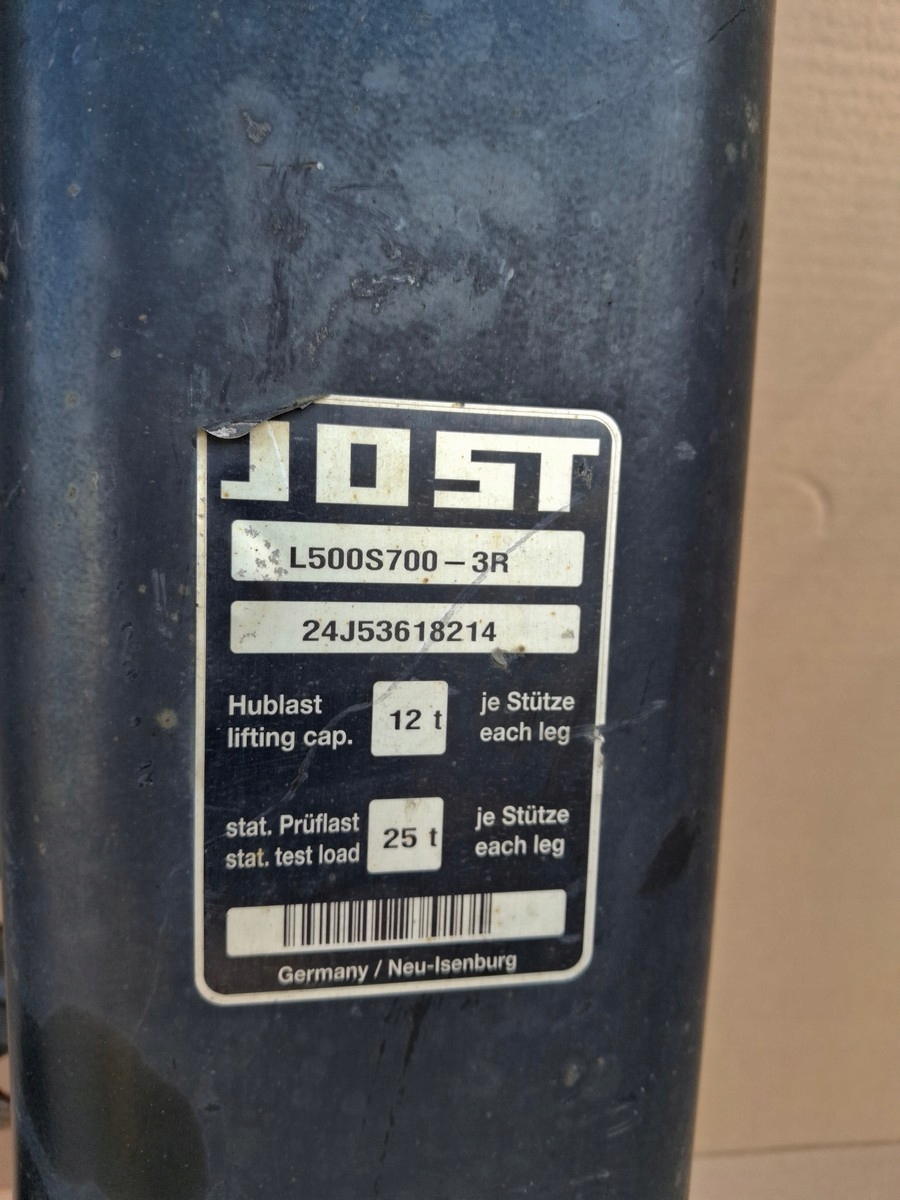 JOST
L500S700 – 3R
24J53618214
Hublast
lifting cap.
12 t
je Stütze
each leg
stat. Prüflast
stat. test load
25 t
je Stütze
each leg
Germany / Neu-Isenburg